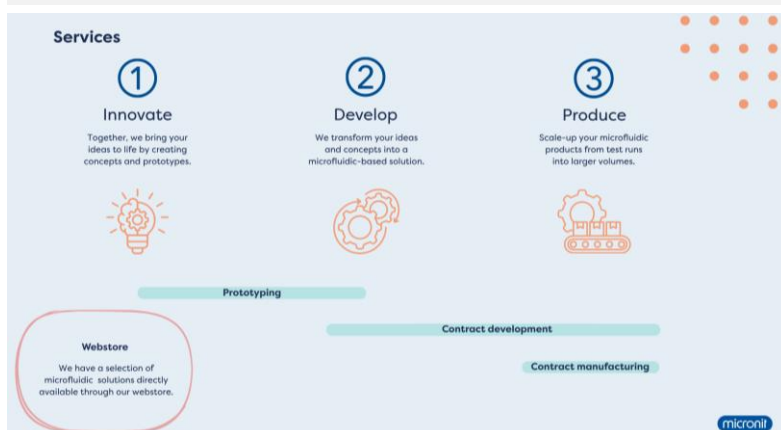 Services
1
Innovate
Together, we bring your
ideas to life by creating
concepts and prototypes.
2
Develop
We transform your ideas
and concepts into a
microfluidic-based solution.
3
Produce
Scale-up your microfluidic
products from test runs
into larger volumes.
Prototyping
Contract development
Contract manufacturing
Webstore
We have a selection of
microfluidic solutions directly
available through our webstore.
micronit